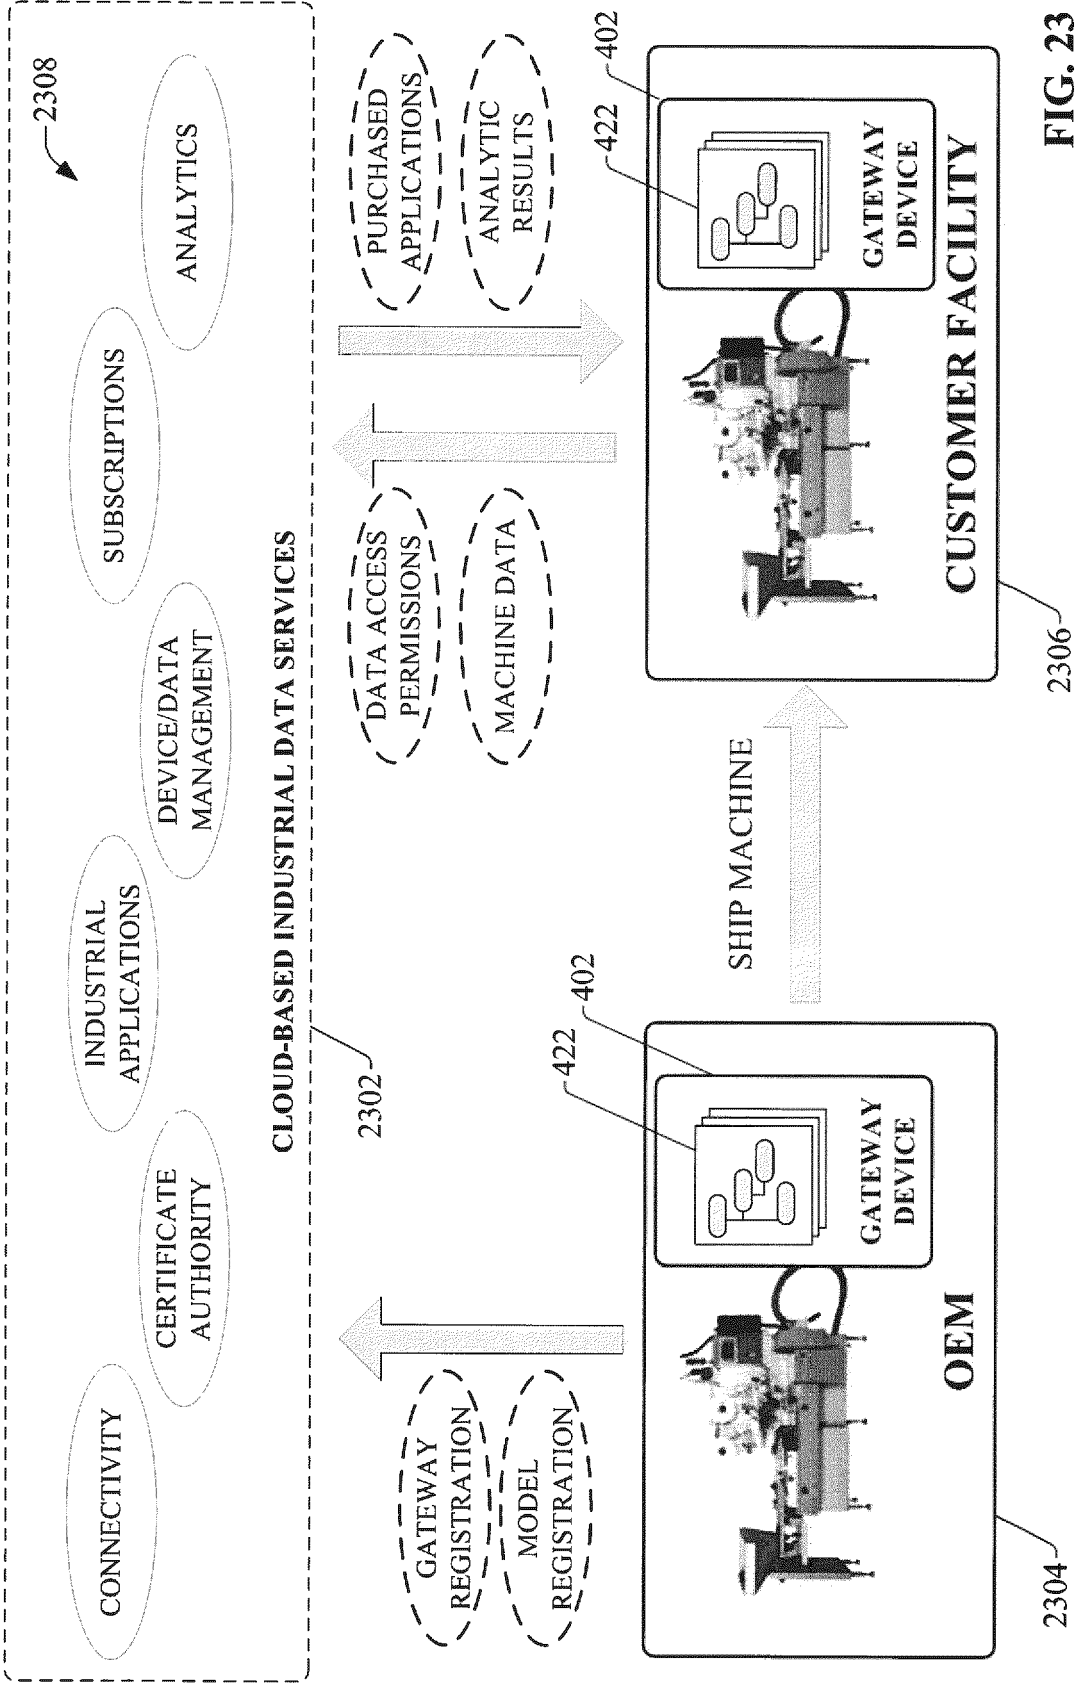 2308
CONNECTIVITY
CERTIFICATE
AUTHORITY
INDUSTRIAL
APPLICATIONS
DEVICE/DATA
MANAGEMENT
SUBSCRIPTIONS
ANALYTICS
CLOUD-BASED INDUSTRIAL DATA SERVICES
2302
GATEWAY
REGISTRATION
MODEL
REGISTRATION
DATA ACCESS
PERMISSIONS
MACHINE DATA
PURCHASED
APPLICATIONS
ANALYTIC
RESULTS
422
402
GATEWAY
DEVICE
OEM
2304
SHIP MACHINE
422
402
GATEWAY
DEVICE
CUSTOMER FACILITY
2306
FIG. 23